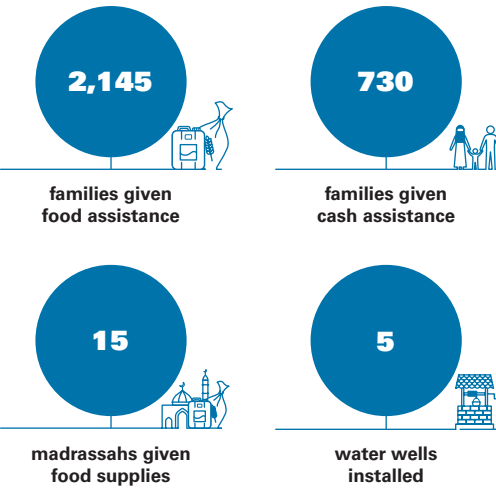 2,145
families given
food assistance
730
families given
cash assistance
15
madrassahs given
food supplies
5
water wells
installed